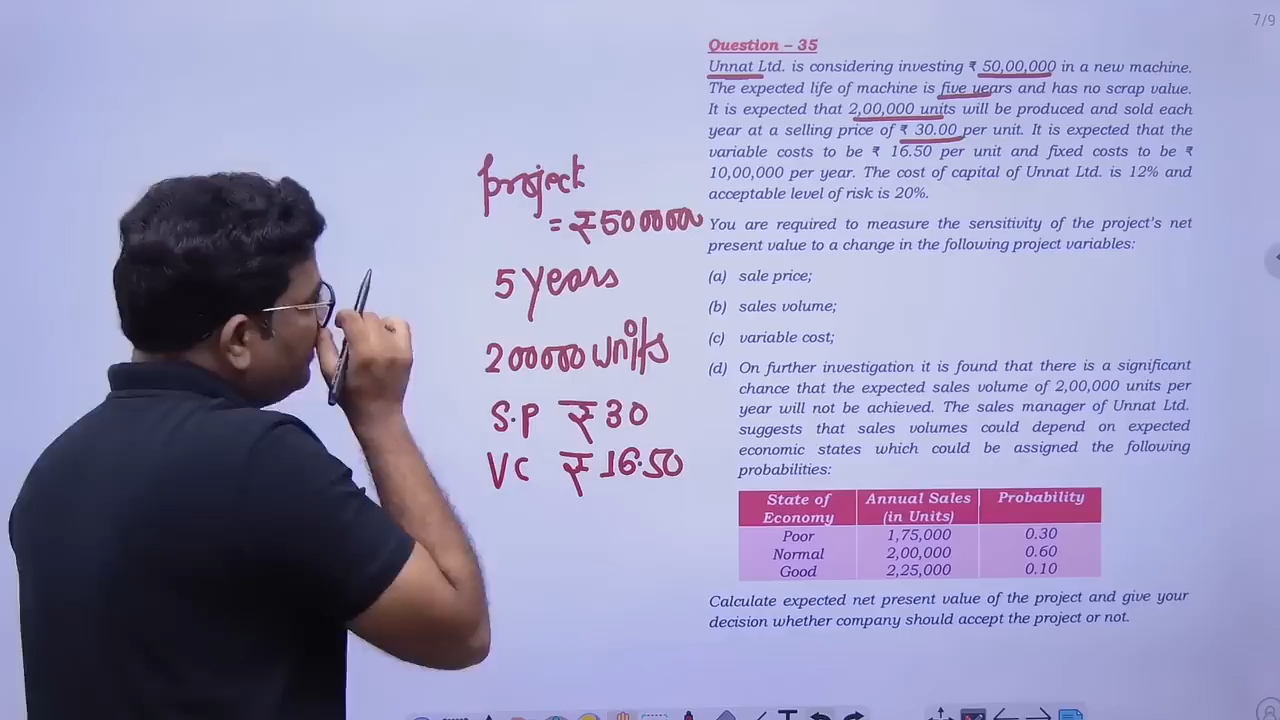 7/9
Question – 35
Unnat Ltd. is considering investing ₹ 50,00,000 in a new machine.
The expected life of machine is five years and has no scrap value.
It is expected that 2,00,000 units will be produced and sold each
year at a selling price of ₹ 30.00 per unit. It is expected that the
variable costs to be ₹ 16.50 per unit and fixed costs to be ₹
10,00,000 per year. The cost of capital of Unnat Ltd. is 12% and
acceptable level of risk is 20%.
You are required to measure the sensitivity of the project's net
present value to a change in the following project variables:
(a) sale price;
(b) sales volume;
(c) variable cost;
(d) On further investigation it is found that there is a significant
chance that the expected sales volume of 2,00,000 units per
year will not be achieved. The sales manager of Unnat Ltd.
suggests that sales volumes could depend on expected
economic states which could be assigned the following
probabilities:
State of Economy Annual Sales (in Units) Probability
Poor 1,75,000 0.30
Normal 2,00,000 0.60
Good 2,25,000 0.10
Calculate expected net present value of the project and give your
decision whether company should accept the project or not.
project
= ₹5000000
5 years
200000 units
S.P ₹30
VC ₹16.50